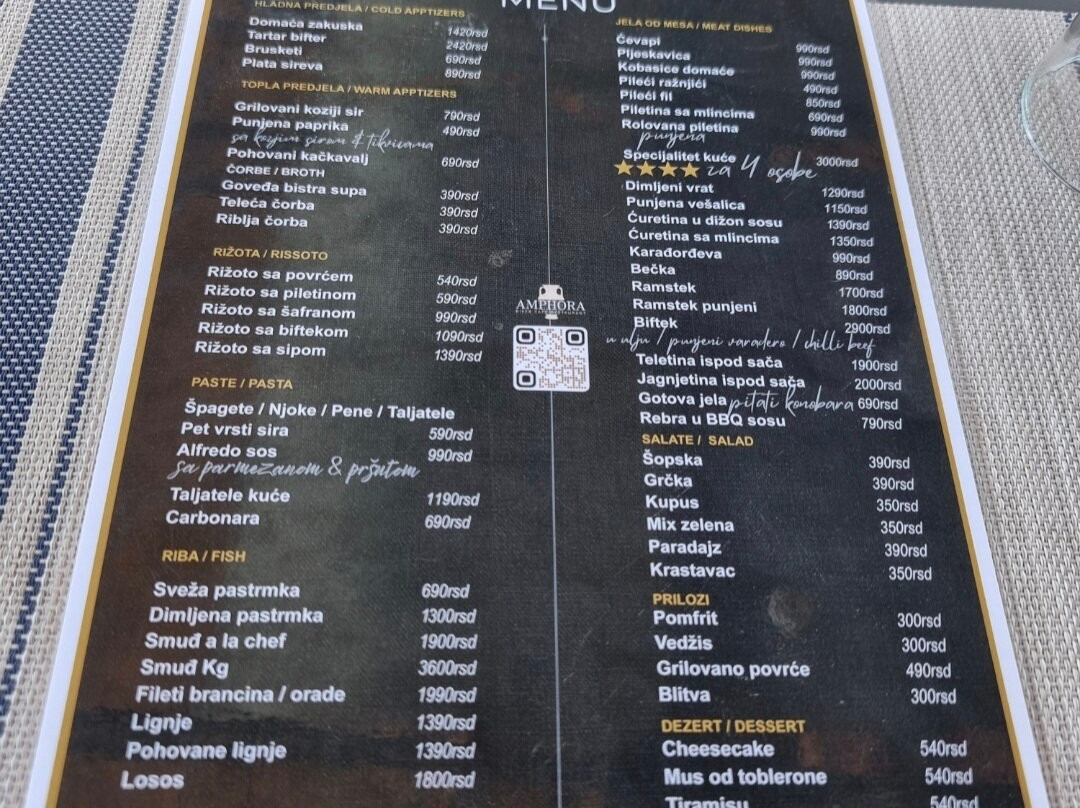 MENU
HLADNA PREDJELA / COLD APPTIZERS
Domaća zakuska 1420rsd
Tartar bifter 2420rsd
Brusketi 690rsd
Plata sireva 890rsd
TOPLA PREDJELA / WARM APPTIZERS
Grilovani koziji sir 790rsd
Punjena paprika 490rsd
sa kozjim sirom & tikvicama
Pohovani kačkavalj 690rsd
ČORBE / BROTH
Goveđa bistra supa 390rsd
Teleća čorba 390rsd
Riblja čorba 390rsd
RIŽOTA / RISSOTO
Rižoto sa povrćem 540rsd
Rižoto sa piletinom 590rsd
Rižoto sa šafranom 990rsd
Rižoto sa biftekom 1090rsd
Rižoto sa sipom 1390rsd
PASTE / PASTA
Špagete / Njoke / Pene / Taljatele
Pet vrsti sira 590rsd
Alfredo sos 990rsd
sa parmezanom & pršutom
Taljatele kuće 1190rsd
Carbonara 690rsd
RIBA / FISH
Sveža pastrmka 690rsd
Dimljena pastrmka 1300rsd
Smuđ a la chef 1900rsd
Smuđ Kg 3600rsd
Fileti brancina / orade 1990rsd
Lignje 1390rsd
Pohovane lignje 1390rsd
Losos 1800rsd
AMPHORA
RIVER CAFE RESTAURANT
JELA OD MESA / MEAT DISHES
Ćevapi 990rsd
Pljeskavica 990rsd
Kobasice domaće 990rsd
Pileći ražnjići 490rsd
Pileći fil 850rsd
Piletina sa mlincima 690rsd
Rolovana piletina 990rsd
punjena
Specijalitet kuće 3000rsd
za 4 osobe
Dimljeni vrat 1290rsd
Punjena vešalica 1150rsd
Ćuretina u dižon sosu 1390rsd
Ćuretina sa mlincima 1350rsd
Karađorđeva 990rsd
Bečka 890rsd
Ramstek 1700rsd
Ramstek punjeni 1800rsd
Biftek 2900rsd
u ulju / punjeni varadero / chilli beef
Teletina ispod sača 1900rsd
Jagnjetina ispod sača 2000rsd
Gotova jela pitati konobara 690rsd
Rebra u BBQ sosu 790rsd
SALATE / SALAD
Šopska 390rsd
Grčka 390rsd
Kupus 350rsd
Mix zelena 350rsd
Paradajz 390rsd
Krastavac 350rsd
PRILOZI
Pomfrit 300rsd
Vedžis 300rsd
Grilovano povrće 490rsd
Blitva 300rsd
DEZERT / DESSERT
Cheesecake 540rsd
Mus od toblerone 540rsd
Tiramisu 540rsd